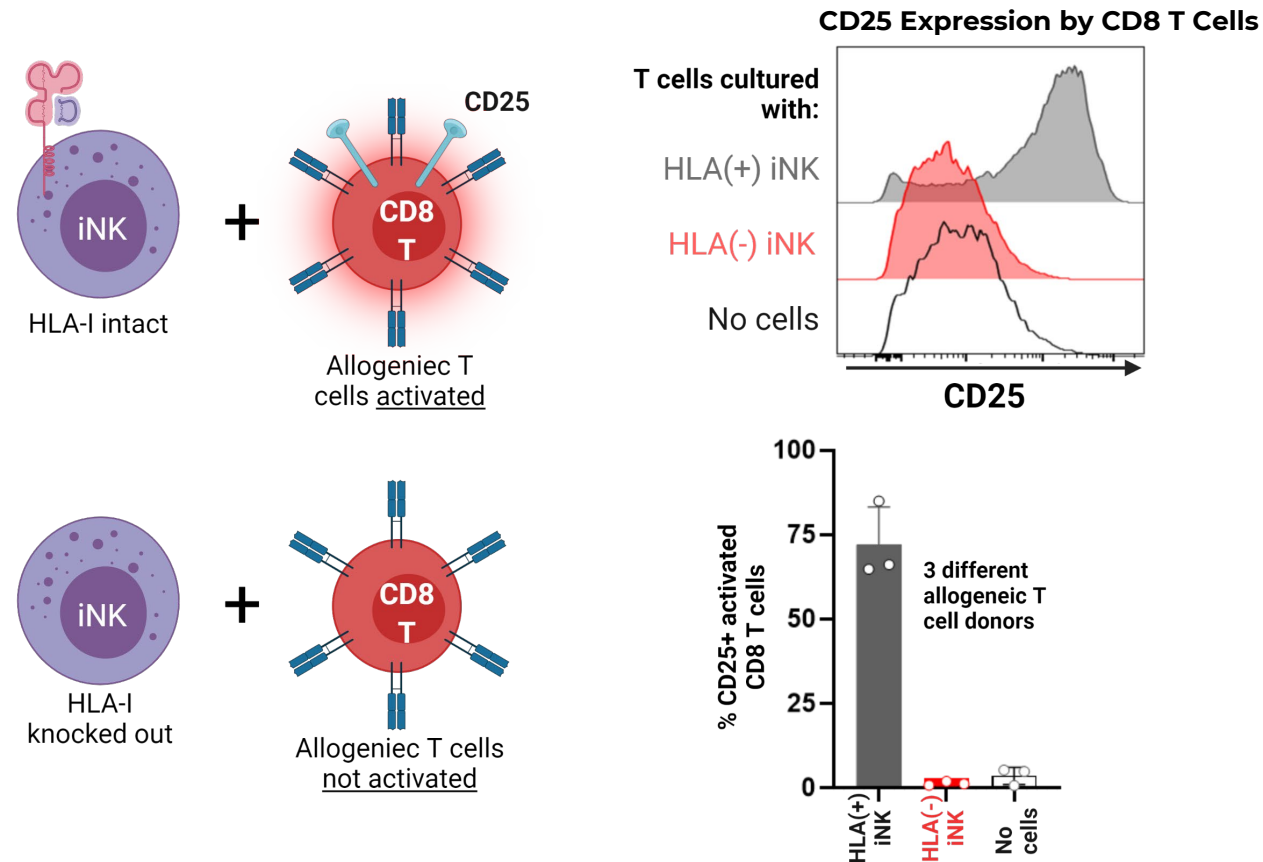 CD25 Expression by CD8 T Cells
iNK
HLA-I intact
+
CD25
CD8
T
Allogeniec T
cells activated
T cells cultured
with:
HLA(+) iNK
HLA(-) iNK
No cells
CD25
iNK
HLA-I
knocked out
+
CD8
T
Allogeniec T cells
not activated
% CD25+ activated
CD8 T cells
100
75
50
25
0
3 different
allogeneic T
cell donors
HLA(+)
iNK
HLA(-)
iNK
No
cells